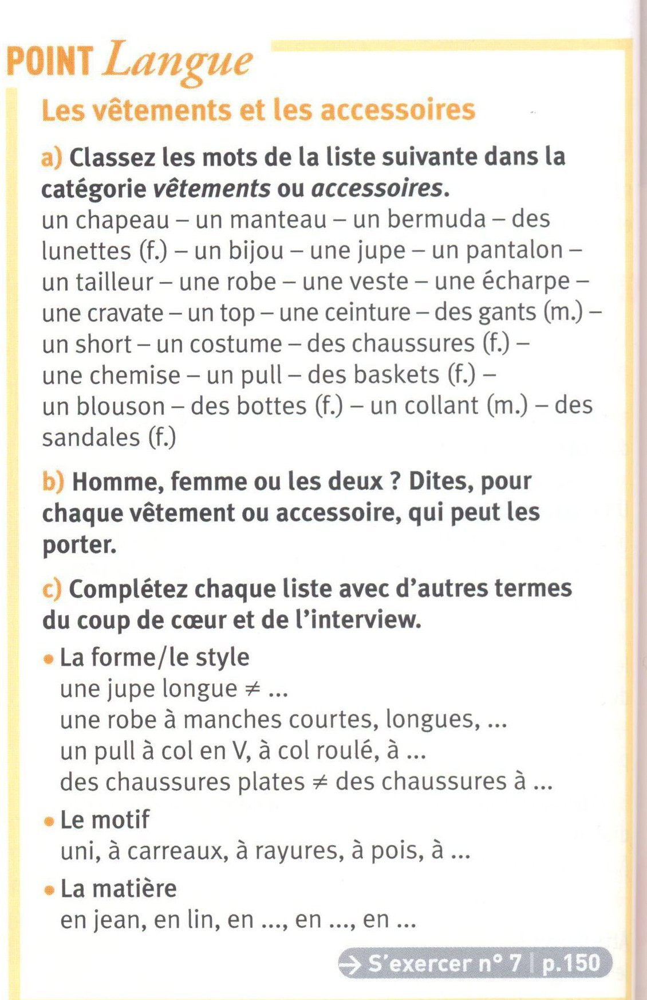 POINT Langue
Les vêtements et les accessoires
a) Classez les mots de la liste suivante dans la
catégorie vêtements ou accessoires.
un chapeau – un manteau – un bermuda – des
lunettes (f.) – un bijou – une jupe – un pantalon –
un tailleur – une robe – une veste – une écharpe –
une cravate – un top – une ceinture – des gants (m.) –
un short – un costume – des chaussures (f.) –
une chemise – un pull – des baskets (f.) –
un blouson – des bottes (f.) – un collant (m.) – des
sandales (f.)
b) Homme, femme ou les deux ? Dites, pour
chaque vêtement ou accessoire, qui peut les
porter.
c) Complétez chaque liste avec d'autres termes
du coup de cœur et de l'interview.
• La forme/le style
une jupe longue ≠ ...
une robe à manches courtes, longues, ...
un pull à col en V, à col roulé, à ...
des chaussures plates ≠ des chaussures à ...
• Le motif
uni, à carreaux, à rayures, à pois, à ...
• La matière
en jean, en lin, en ..., en ..., en ...
→ S'exercer n° 7 | p.150